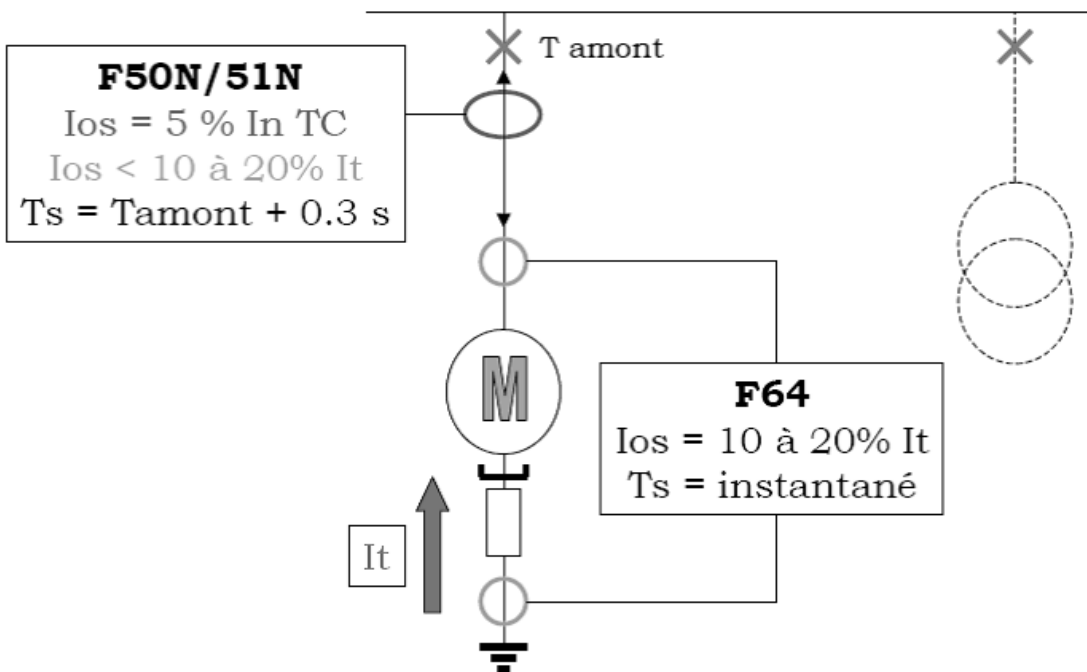 T amont
F50N/51N
Ios = 5 % In TC
Ios < 10 à 20% It
Ts = Tamont + 0.3 s
M
F64
Ios = 10 à 20% It
Ts = instantané
It